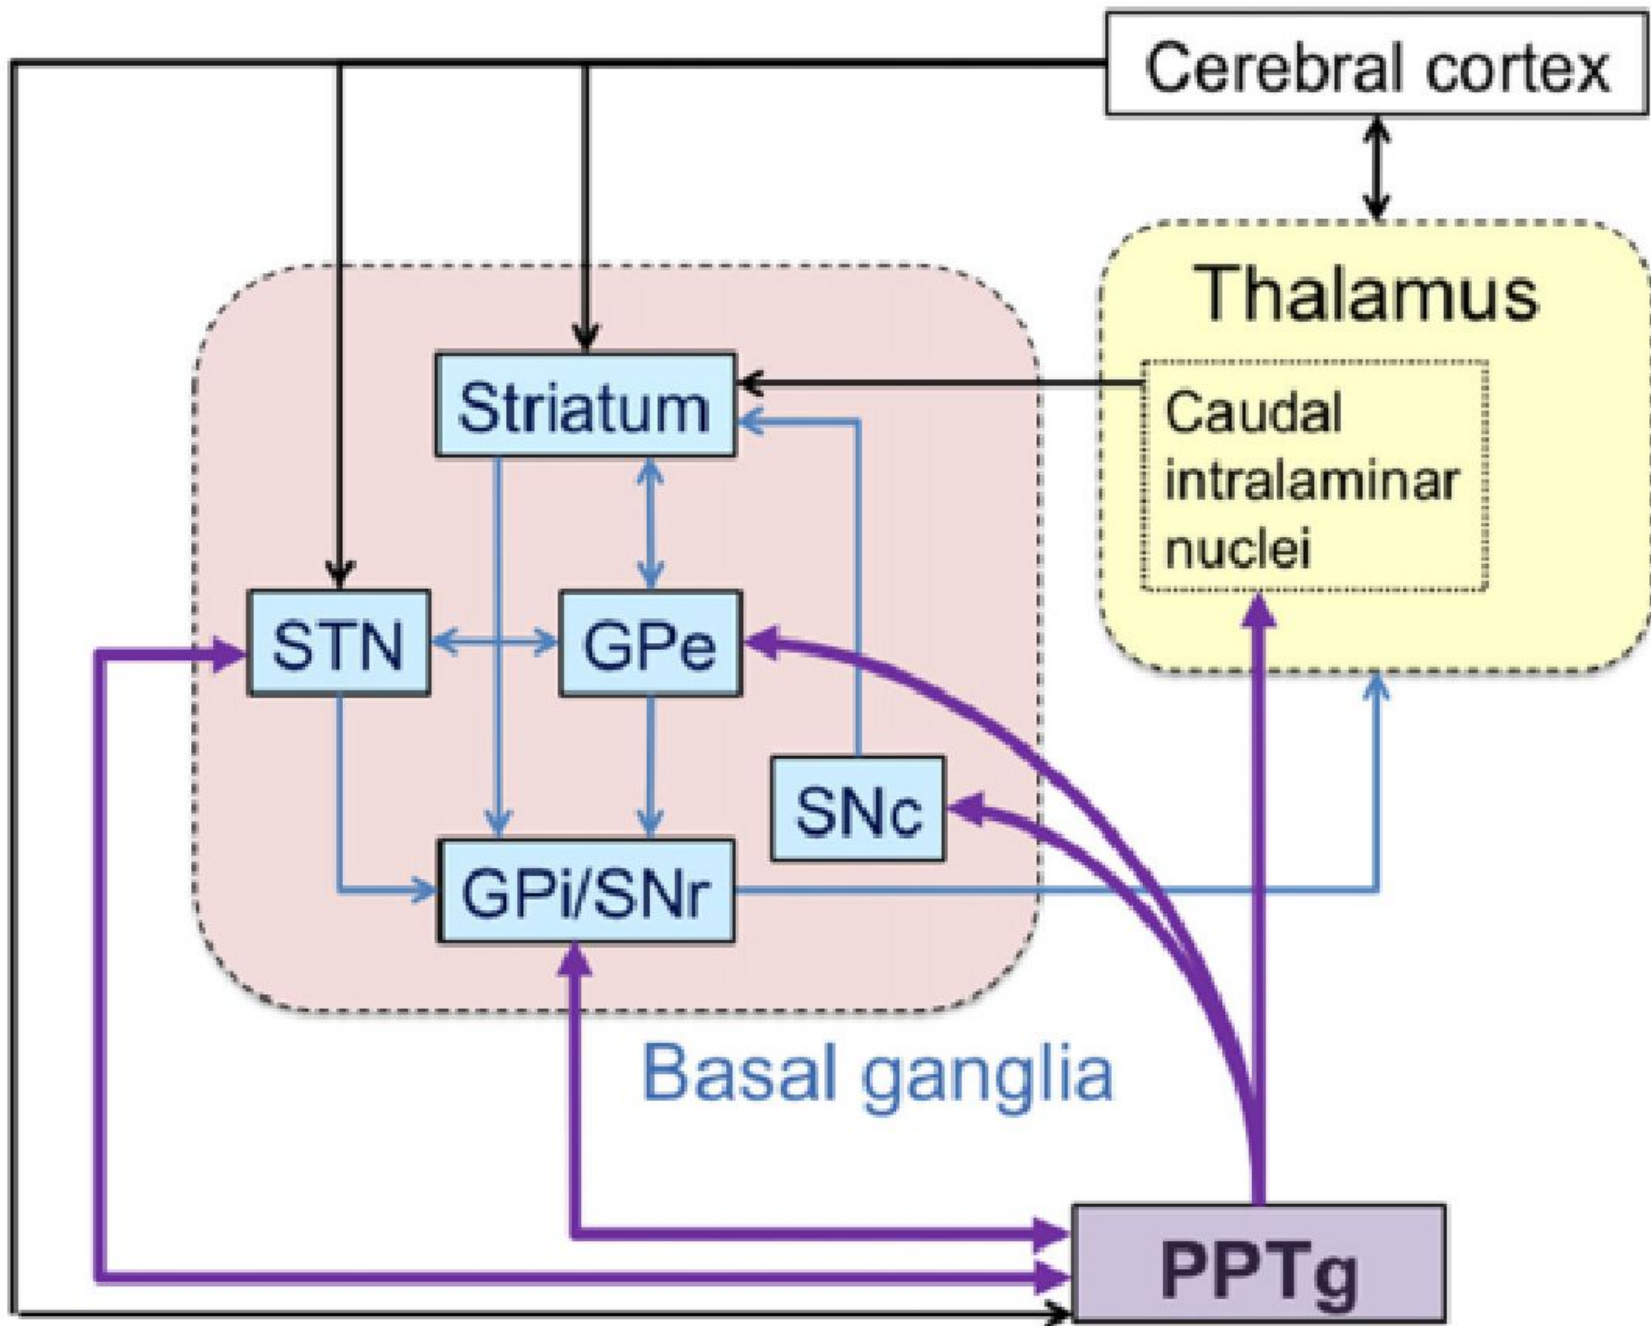 Cerebral cortex
Thalamus
Caudal
intralaminar
nuclei
Striatum
STN
GPe
SNc
GPi/SNr
Basal ganglia
PPTg